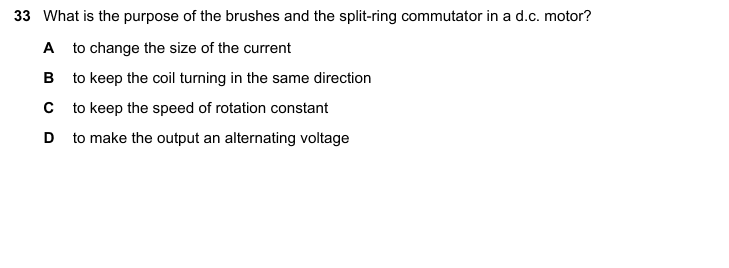 33 What is the purpose of the brushes and the split-ring commutator in a d.c. motor?
A to change the size of the current
B to keep the coil turning in the same direction
C to keep the speed of rotation constant
D to make the output an alternating voltage